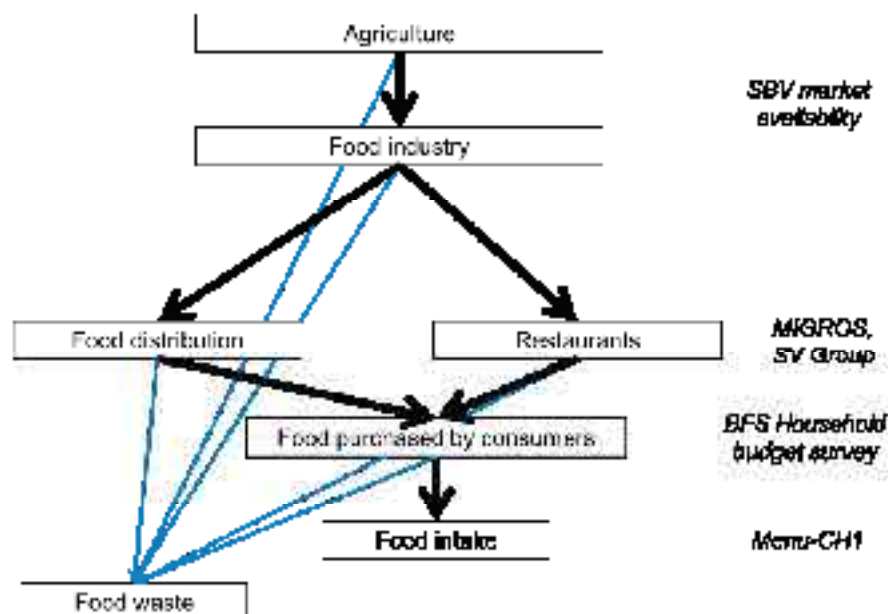 Agriculture
SBV market
availability
Food industry
Food distribution
Restaurants
MIGROS,
SV Group
Food purchased by consumers
BFS Household
budget survey
Food intake
Menu-CH1
Food waste